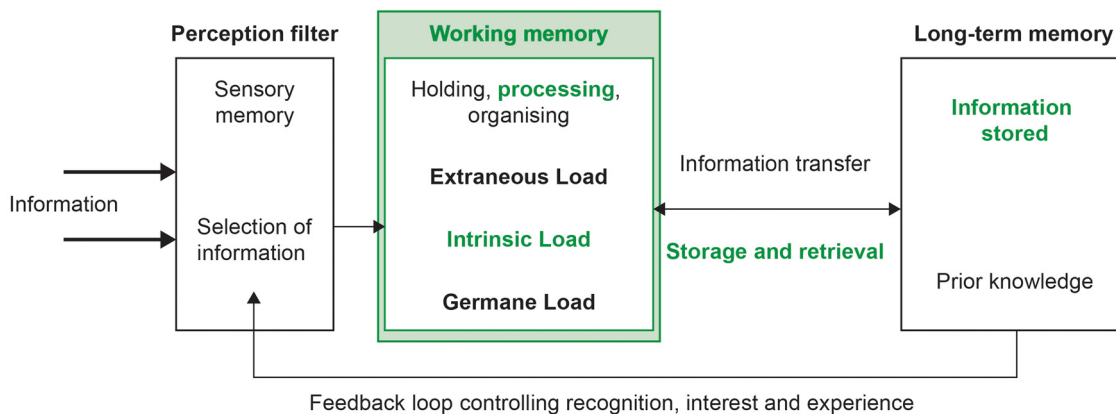 Perception filter
Working memory
Long-term memory
Sensory
memory
Holding, processing,
organising
Information
stored
Extraneous Load
Information transfer
Information
Selection of
information
Intrinsic Load
Storage and retrieval
Germane Load
Prior knowledge
Feedback loop controlling recognition, interest and experience